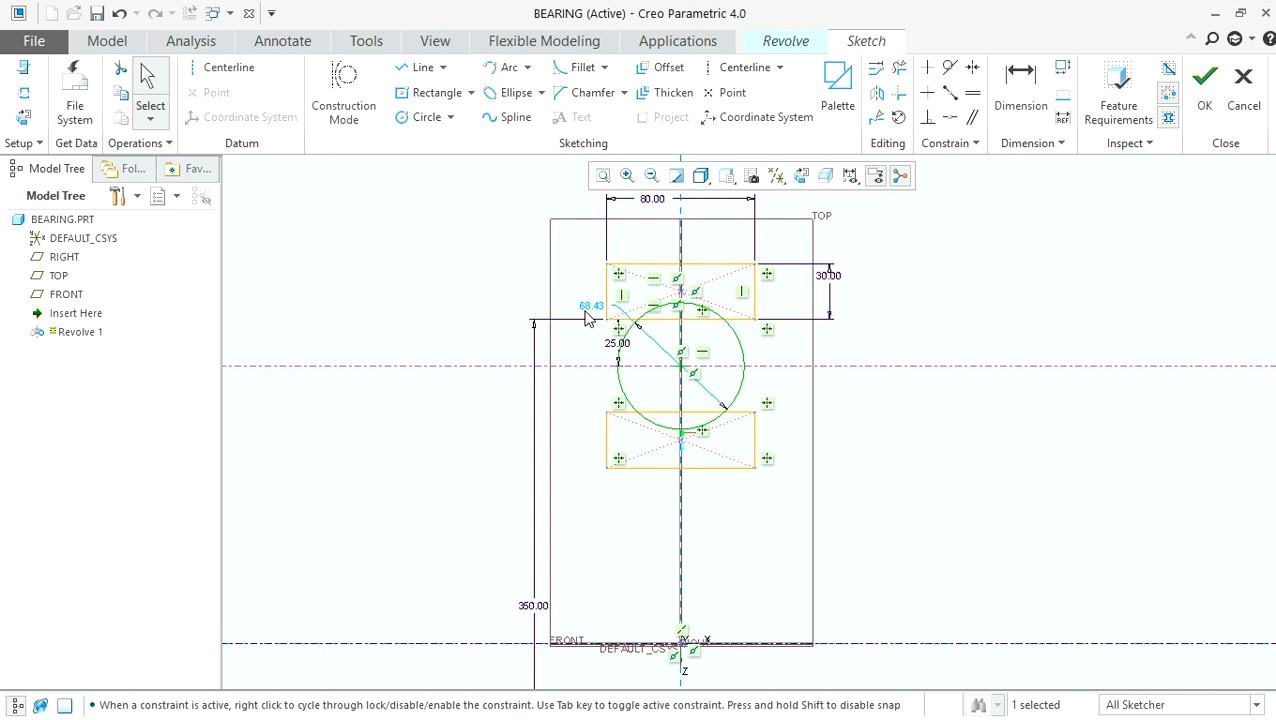 BEARING (Active) - Creo Parametric 4.0
File Model Analysis Annotate Tools View Flexible Modeling Applications Revolve Sketch
Centerline
Point
Coordinate System
File System
Select
Construction Mode
Line Arc Fillet Offset Centerline
Rectangle Ellipse Chamfer Thicken Point
Circle Spline Text Project Coordinate System
Palette
Dimension
Feature Requirements
OK Cancel
Setup Get Data Operations Datum Sketching Editing Constrain Dimension Inspect Close
Model Tree Fol... Fav...
Model Tree
BEARING.PRT
DEFAULT_CSYS
RIGHT
TOP
FRONT
Insert Here
Revolve 1
80.00
TOP
30.00
68.43
25.00
350.00
FRONT
X
Z
When a constraint is active, right click to cycle through lock/disable/enable the constraint. Use Tab key to toggle active constraint. Press and hold Shift to disable snap
1 selected
All Sketcher